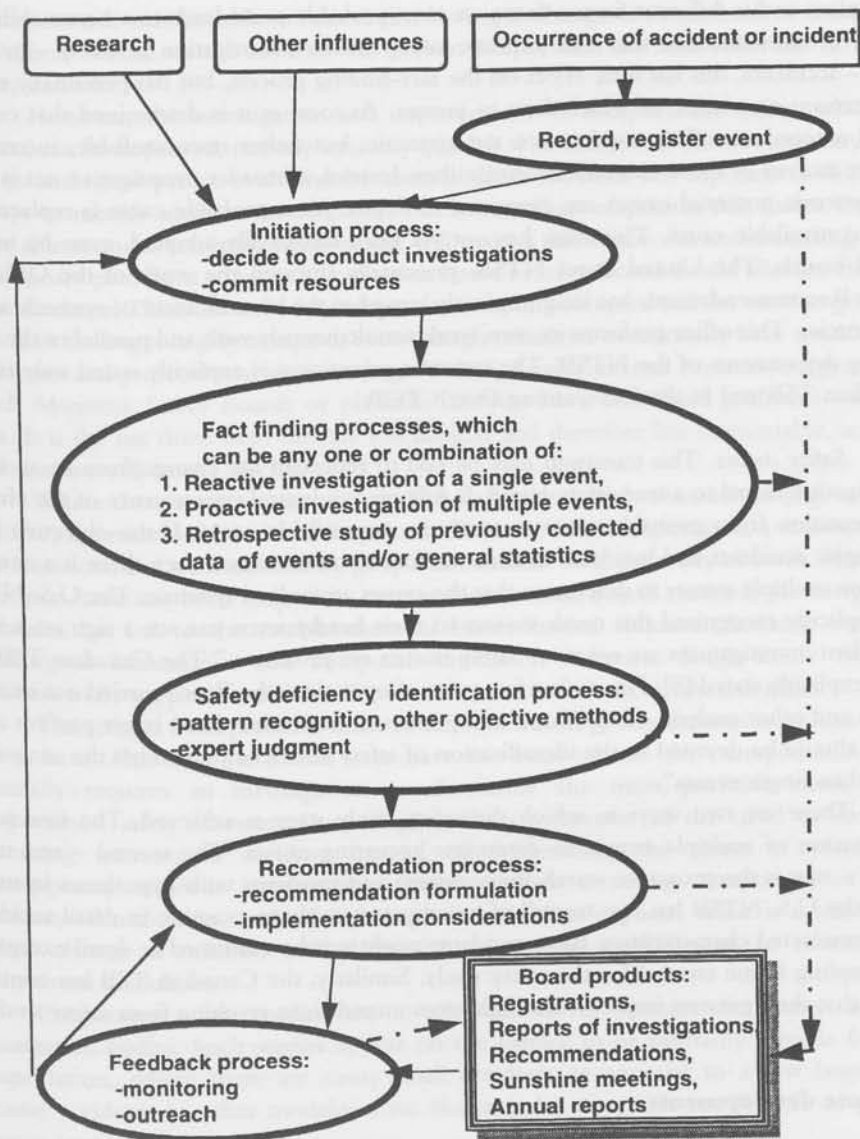 Research
Other influences
Occurrence of accident or incident
Record, register event
Initiation process:
-decide to conduct investigations
-commit resources
Fact finding processes, which
can be any one or combination of:
1. Reactive investigation of a single event,
2. Proactive investigation of multiple events,
3. Retrospective study of previously collected
data of events and/or general statistics
Safety deficiency identification process:
-pattern recognition, other objective methods
-expert judgment
Recommendation process:
-recommendation formulation
-implementation considerations
Board products:
Registrations,
Reports of investigations,
Recommendations,
Sunshine meetings,
Annual reports
Feedback process:
-monitoring
-outreach